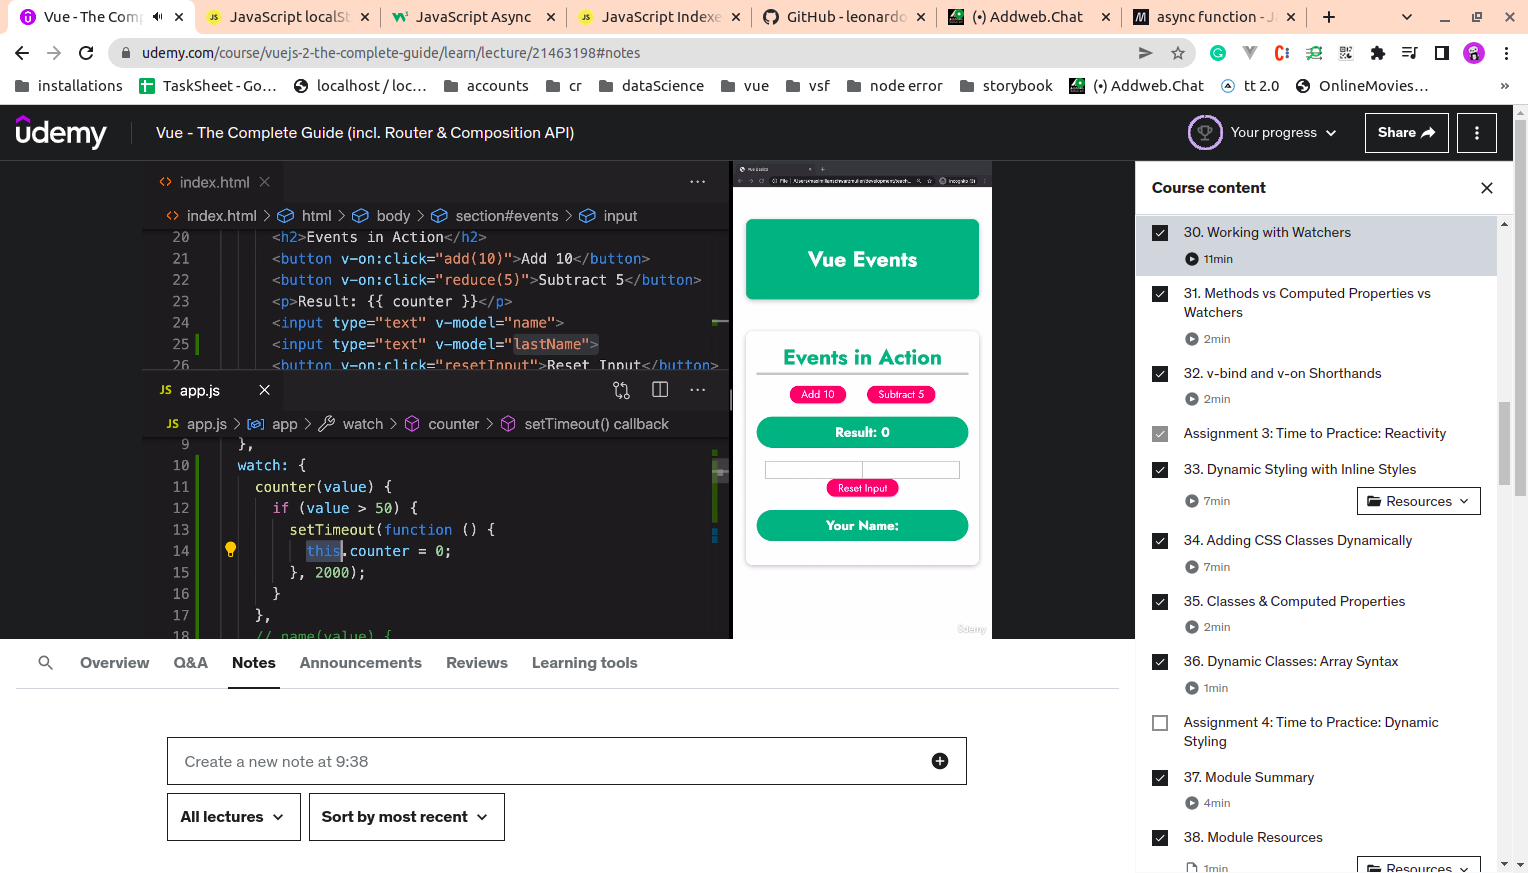 Vue - The Comp
JavaScript localSt
JavaScript Async
JavaScript Indexe
GitHub - leonardo
(•) Addweb.Chat
async function - Ja
udemy.com/course/vuejs-2-the-complete-guide/learn/lecture/21463198#notes
installations
TaskSheet - Go...
localhost / loc...
accounts
cr
dataScience
vue
vsf
node error
storybook
(•) Addweb.Chat
tt 2.0
OnlineMovies...
»
udemy
Vue - The Complete Guide (incl. Router & Composition API)
Your progress
Share
index.html
index.html > html > body > section#events > input
20 <h2>Events in Action</h2>
21 <button v-on:click="add(10)">Add 10</button>
22 <button v-on:click="reduce(5)">Subtract 5</button>
23 <p>Result: {{ counter }}</p>
24 <input type="text" v-model="name">
25 <input type="text" v-model="lastName">
26 <button v-on:click="resetInput">Reset Input</button>
JS app.js
JS app.js > app > watch > counter > setTimeout() callback
9 },
10 watch: {
11 counter(value) {
12 if (value > 50) {
13 setTimeout(function () {
14 this.counter = 0;
15 }, 2000);
16 }
17 },
18 // name(value) {
Vue Basics
Vue Events
Events in Action
Add 10
Subtract 5
Result: 0
Reset Input
Your Name:
Udemy
Course content
30. Working with Watchers
11min
31. Methods vs Computed Properties vs
Watchers
2min
32. v-bind and v-on Shorthands
2min
Assignment 3: Time to Practice: Reactivity
33. Dynamic Styling with Inline Styles
7min
Resources
34. Adding CSS Classes Dynamically
7min
35. Classes & Computed Properties
2min
36. Dynamic Classes: Array Syntax
1min
Assignment 4: Time to Practice: Dynamic
Styling
37. Module Summary
4min
38. Module Resources
1min
Resources
Overview
Q&A
Notes
Announcements
Reviews
Learning tools
Create a new note at 9:38
All lectures
Sort by most recent